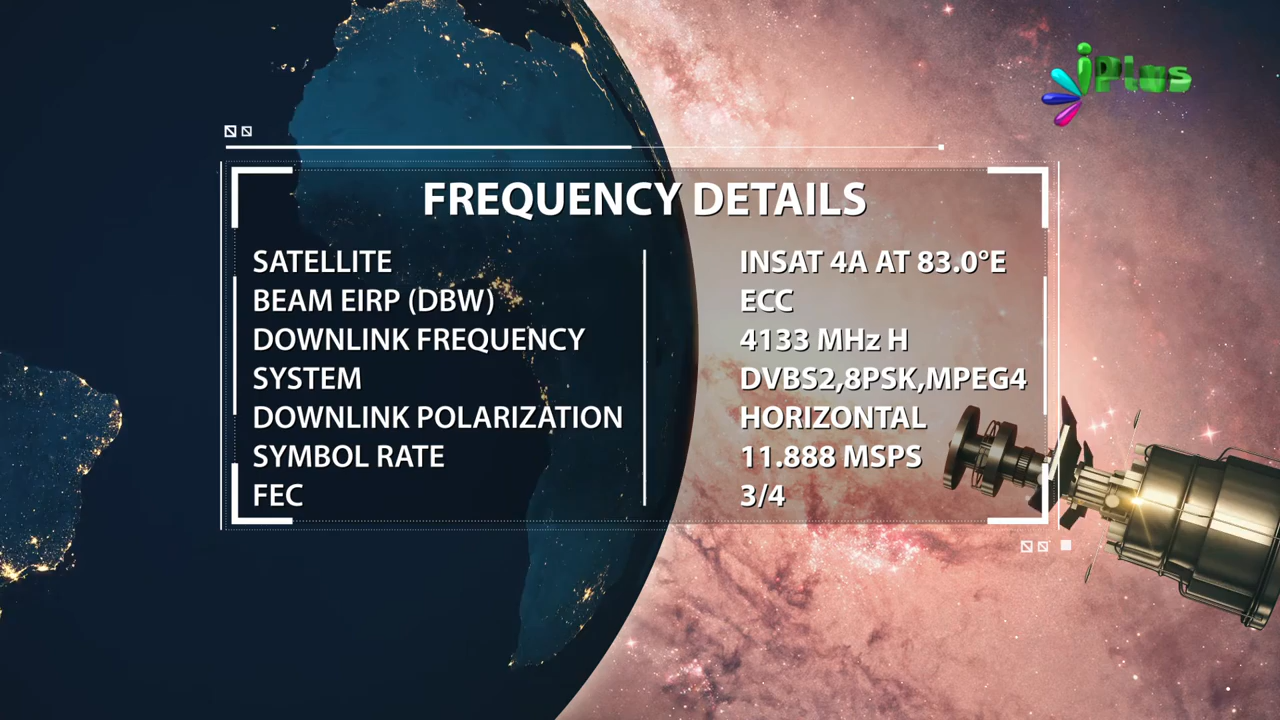 iPlus
FREQUENCY DETAILS
SATELLITE INSAT 4A AT 83.0°E
BEAM EIRP (DBW) ECC
DOWNLINK FREQUENCY 4133 MHz H
SYSTEM DVBS2,8PSK,MPEG4
DOWNLINK POLARIZATION HORIZONTAL
SYMBOL RATE 11.888 MSPS
FEC 3/4